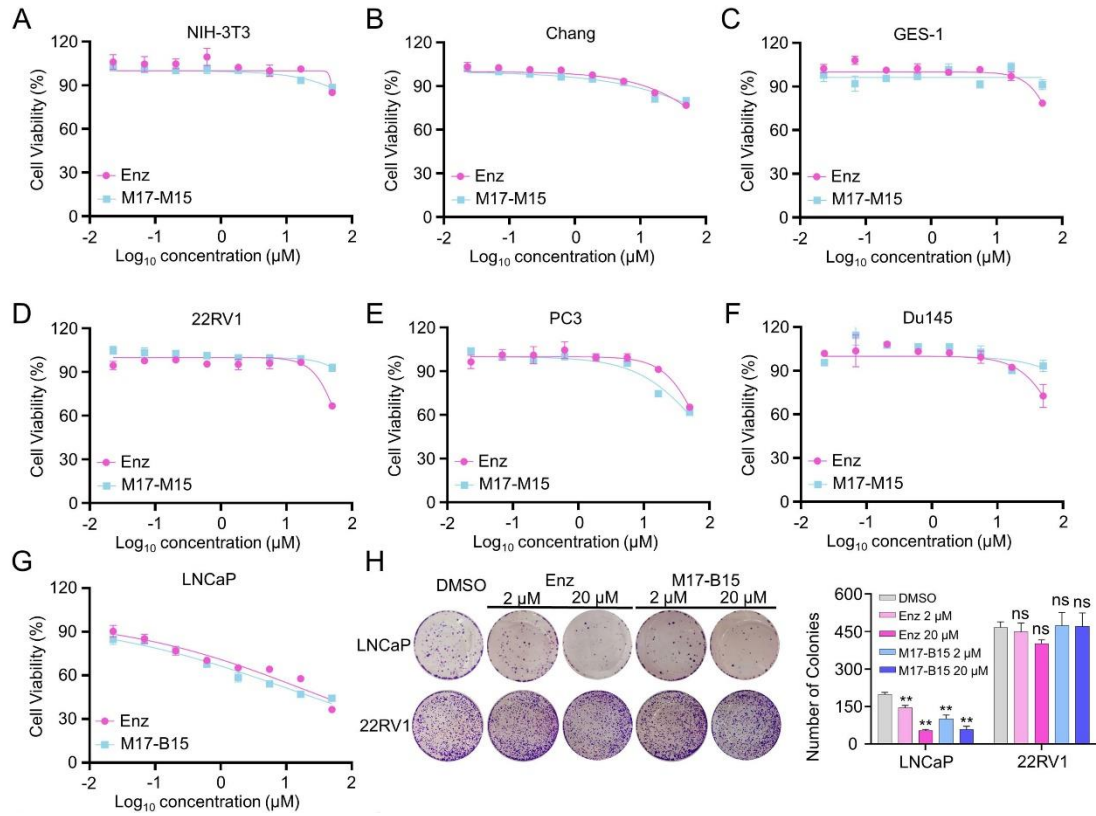 A
NIH-3T3
Cell Viability (%)
120
90
60
30
0
-2
-1
0
1
2
Log₁₀ concentration (µM)
Enz
M17-M15
B
Chang
Cell Viability (%)
120
90
60
30
0
-2
-1
0
1
2
Log₁₀ concentration (µM)
Enz
M17-M15
C
GES-1
Cell Viability (%)
120
90
60
30
0
-2
-1
0
1
2
Log₁₀ concentration (µM)
Enz
M17-M15
D
22RV1
Cell Viability (%)
120
90
60
30
0
-2
-1
0
1
2
Log₁₀ concentration (µM)
Enz
M17-M15
E
PC3
Cell Viability (%)
120
90
60
30
0
-2
-1
0
1
2
Log₁₀ concentration (µM)
Enz
M17-M15
F
Du145
Cell Viability (%)
120
90
60
30
0
-2
-1
0
1
2
Log₁₀ concentration (µM)
Enz
M17-M15
G
LNCaP
Cell Viability (%)
120
90
60
30
0
-2
-1
0
1
2
Log₁₀ concentration (µM)
Enz
M17-B15
H
DMSO
Enz
M17-B15
2 µM 20 µM 2 µM 20 µM
LNCaP
22RV1
Number of Colonies
600
450
300
150
0
DMSO
Enz 2 µM
Enz 20 µM
M17-B15 2 µM
M17-B15 20 µM
** ** ** **
ns ns ns ns
LNCaP 22RV1